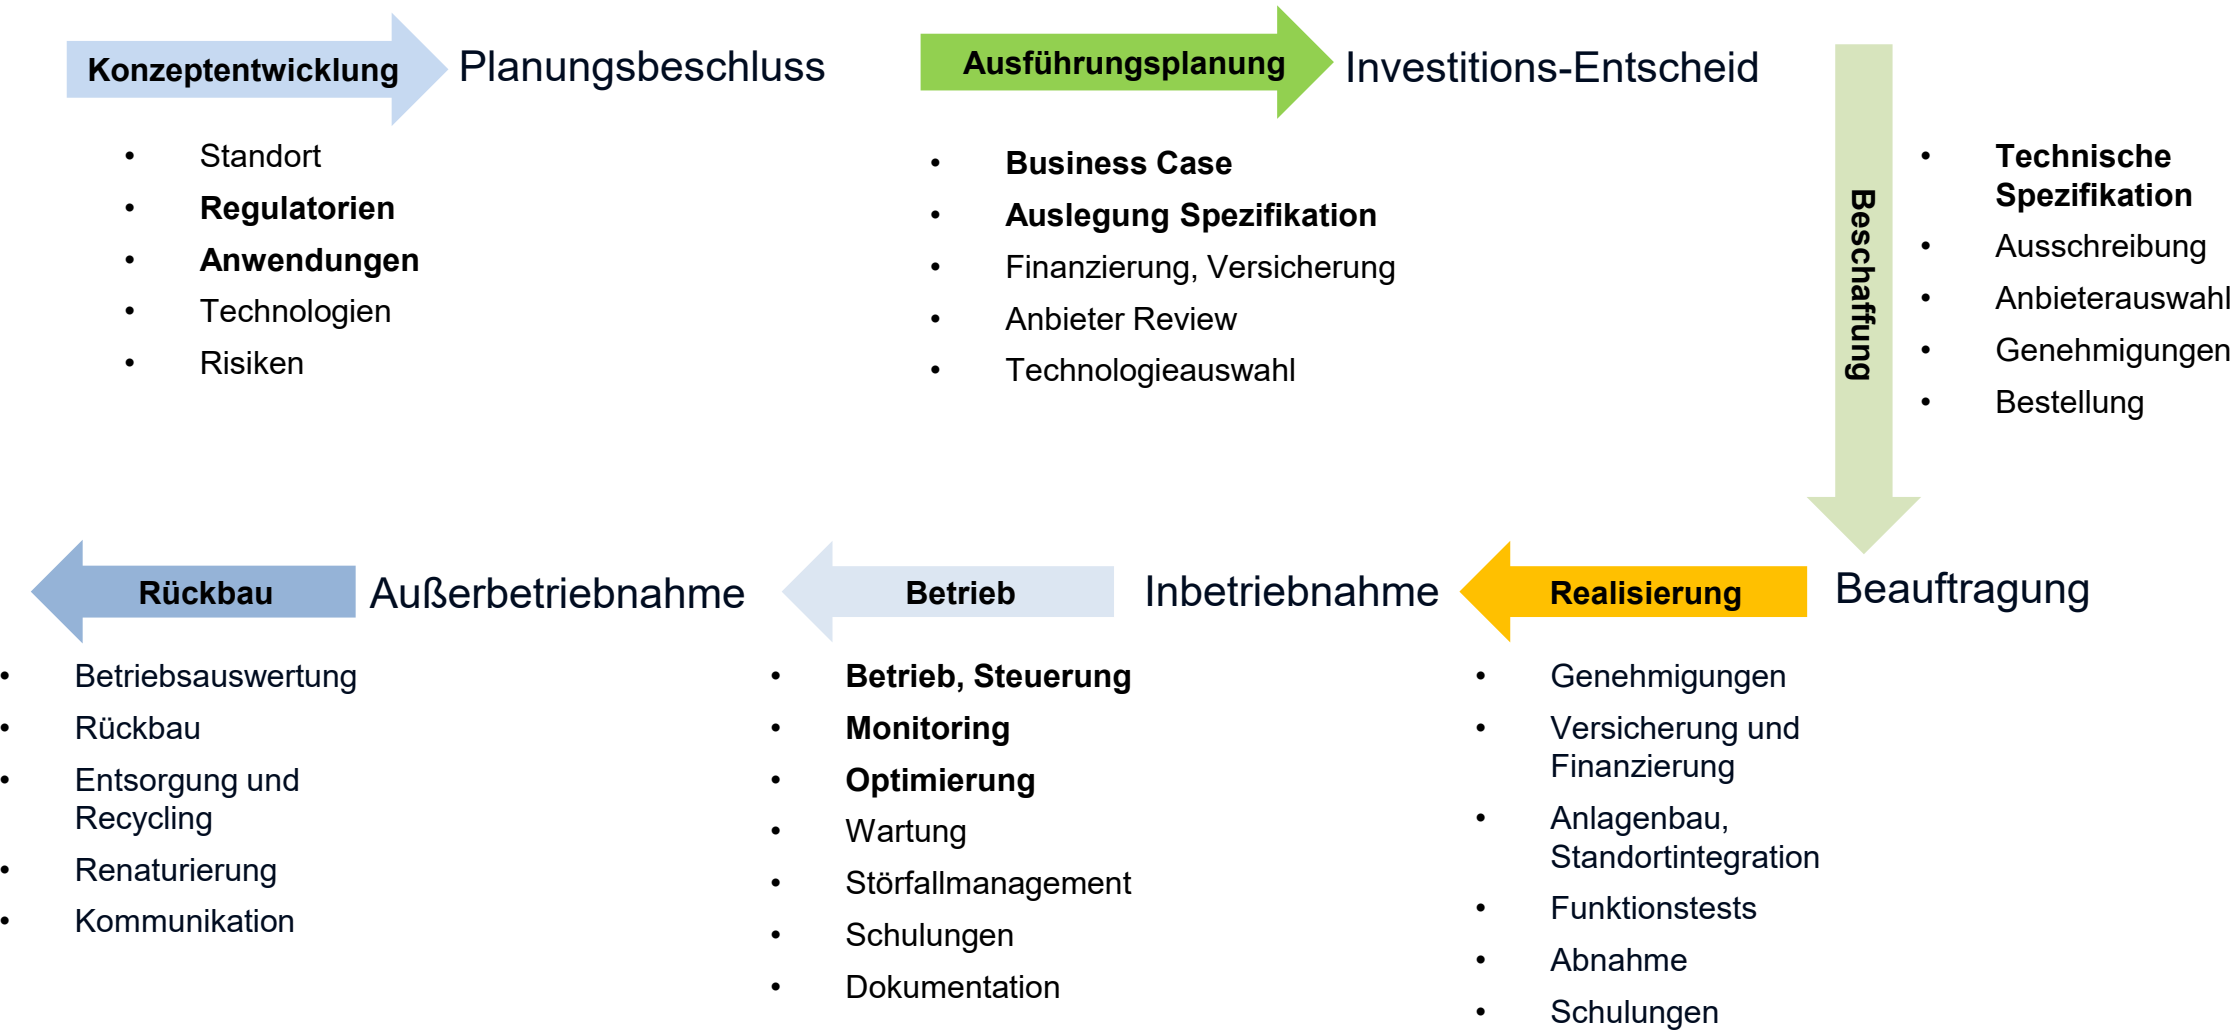 Konzeptentwicklung
Planungsbeschluss
• Standort
• Regulatorien
• Anwendungen
• Technologien
• Risiken
Ausführungsplanung
Investitions-Entscheid
• Business Case
• Auslegung Spezifikation
• Finanzierung, Versicherung
• Anbieter Review
• Technologieauswahl
Beschaffung
• Technische
Spezifikation
• Ausschreibung
• Anbieterauswahl
• Genehmigungen
• Bestellung
Beauftragung
Realisierung
• Genehmigungen
• Versicherung und
Finanzierung
• Anlagenbau,
Standortintegration
• Funktionstests
• Abnahme
• Schulungen
Inbetriebnahme
Betrieb
• Betrieb, Steuerung
• Monitoring
• Optimierung
• Wartung
• Störfallmanagement
• Schulungen
• Dokumentation
Außerbetriebnahme
Rückbau
• Betriebsauswertung
• Rückbau
• Entsorgung und
Recycling
• Renaturierung
• Kommunikation